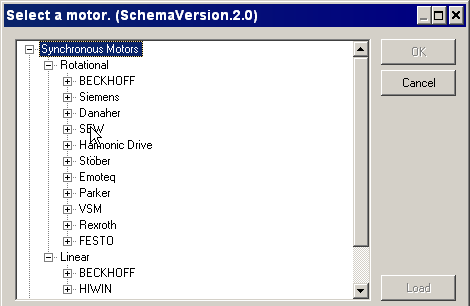 Select a motor. (SchemaVersion.2.0)
Synchronous Motors
OK
Rotational
BECKHOFF
Cancel
Siemens
Danaher
SEW
Harmonic Drive
Stöber
Emoteq
Parker
VSM
Rexroth
FESTO
Linear
BECKHOFF
HIWIN
Load